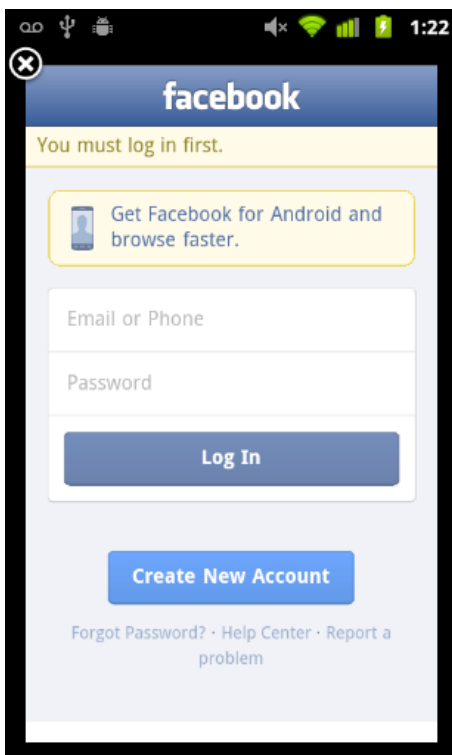 1:22
facebook
You must log in first.
Get Facebook for Android and
browse faster.
Email or Phone
Password
Log In
Create New Account
Forgot Password? · Help Center · Report a
problem